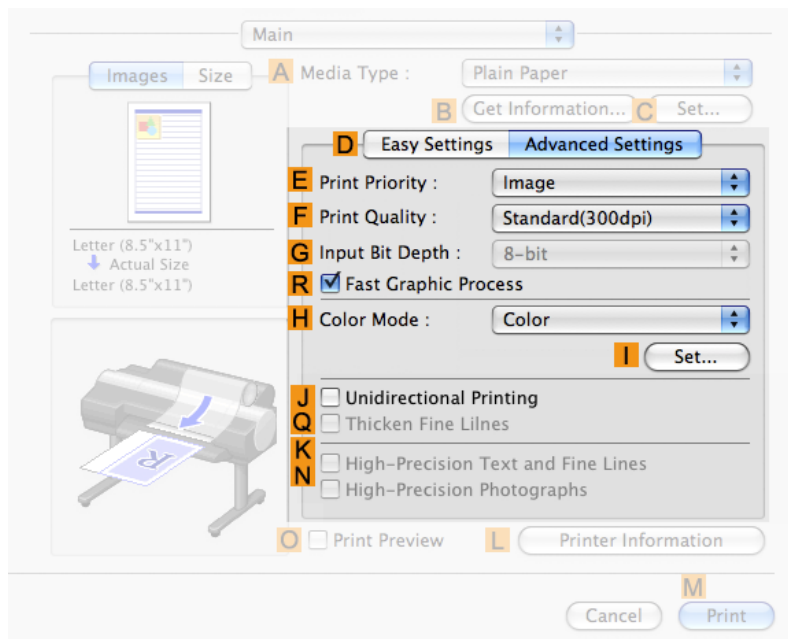 Main
Images Size
A Media Type : Plain Paper
B Get Information... C Set...
D Easy Settings Advanced Settings
E Print Priority : Image
F Print Quality : Standard(300dpi)
Letter (8.5"x11")
Actual Size
Letter (8.5"x11")
G Input Bit Depth : 8-bit
R Fast Graphic Process
H Color Mode : Color
I Set...
J Unidirectional Printing
Q Thicken Fine Lilnes
K High-Precision Text and Fine Lines
N High-Precision Photographs
R
O Print Preview L Printer Information
M
Cancel Print